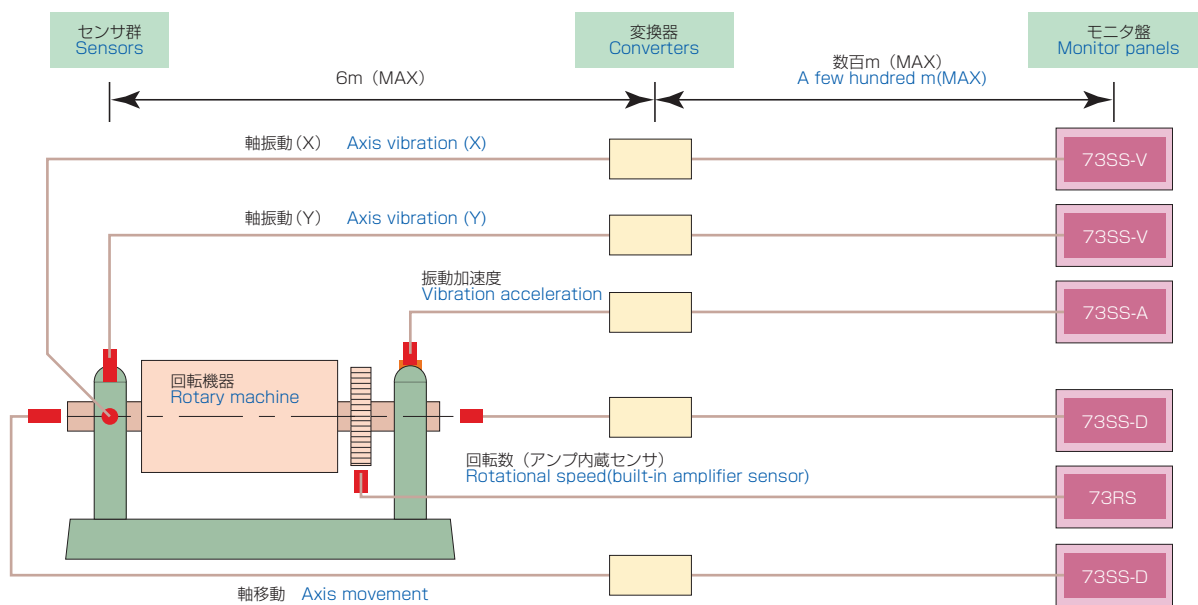 センサ群
Sensors
変換器
Converters
モニタ盤
Monitor panels
6m（MAX）
数百m（MAX）
A few hundred m(MAX)
軸振動（X） Axis vibration (X)
73SS-V
軸振動（Y） Axis vibration (Y)
73SS-V
振動加速度
Vibration acceleration
73SS-A
回転機器
Rotary machine
73SS-D
回転数（アンプ内蔵センサ）
Rotational speed(built-in amplifier sensor)
73RS
73SS-D
軸移動 Axis movement